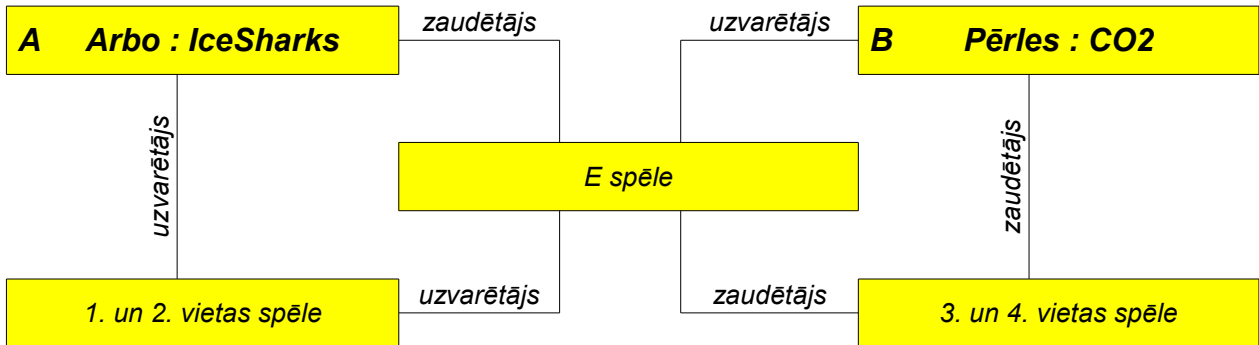 A Arbo : IceSharks
zaudētājs
uzvarētājs
B Pērles : CO2
uzvarētājs
zaudētājs
E spēle
1. un 2. vietas spēle
uzvarētājs
zaudētājs
3. un 4. vietas spēle